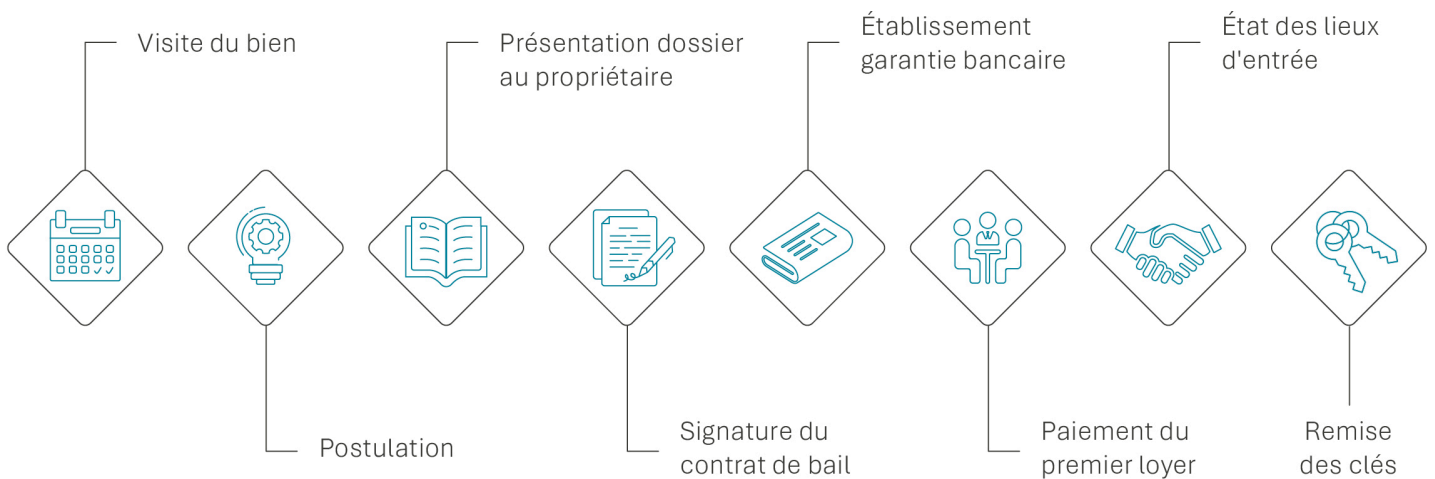 Visite du bien
Postulation
Présentation dossier
au propriétaire
Signature du
contrat de bail
Établissement
garantie bancaire
Paiement du
premier loyer
État des lieux
d'entrée
Remise
des clés